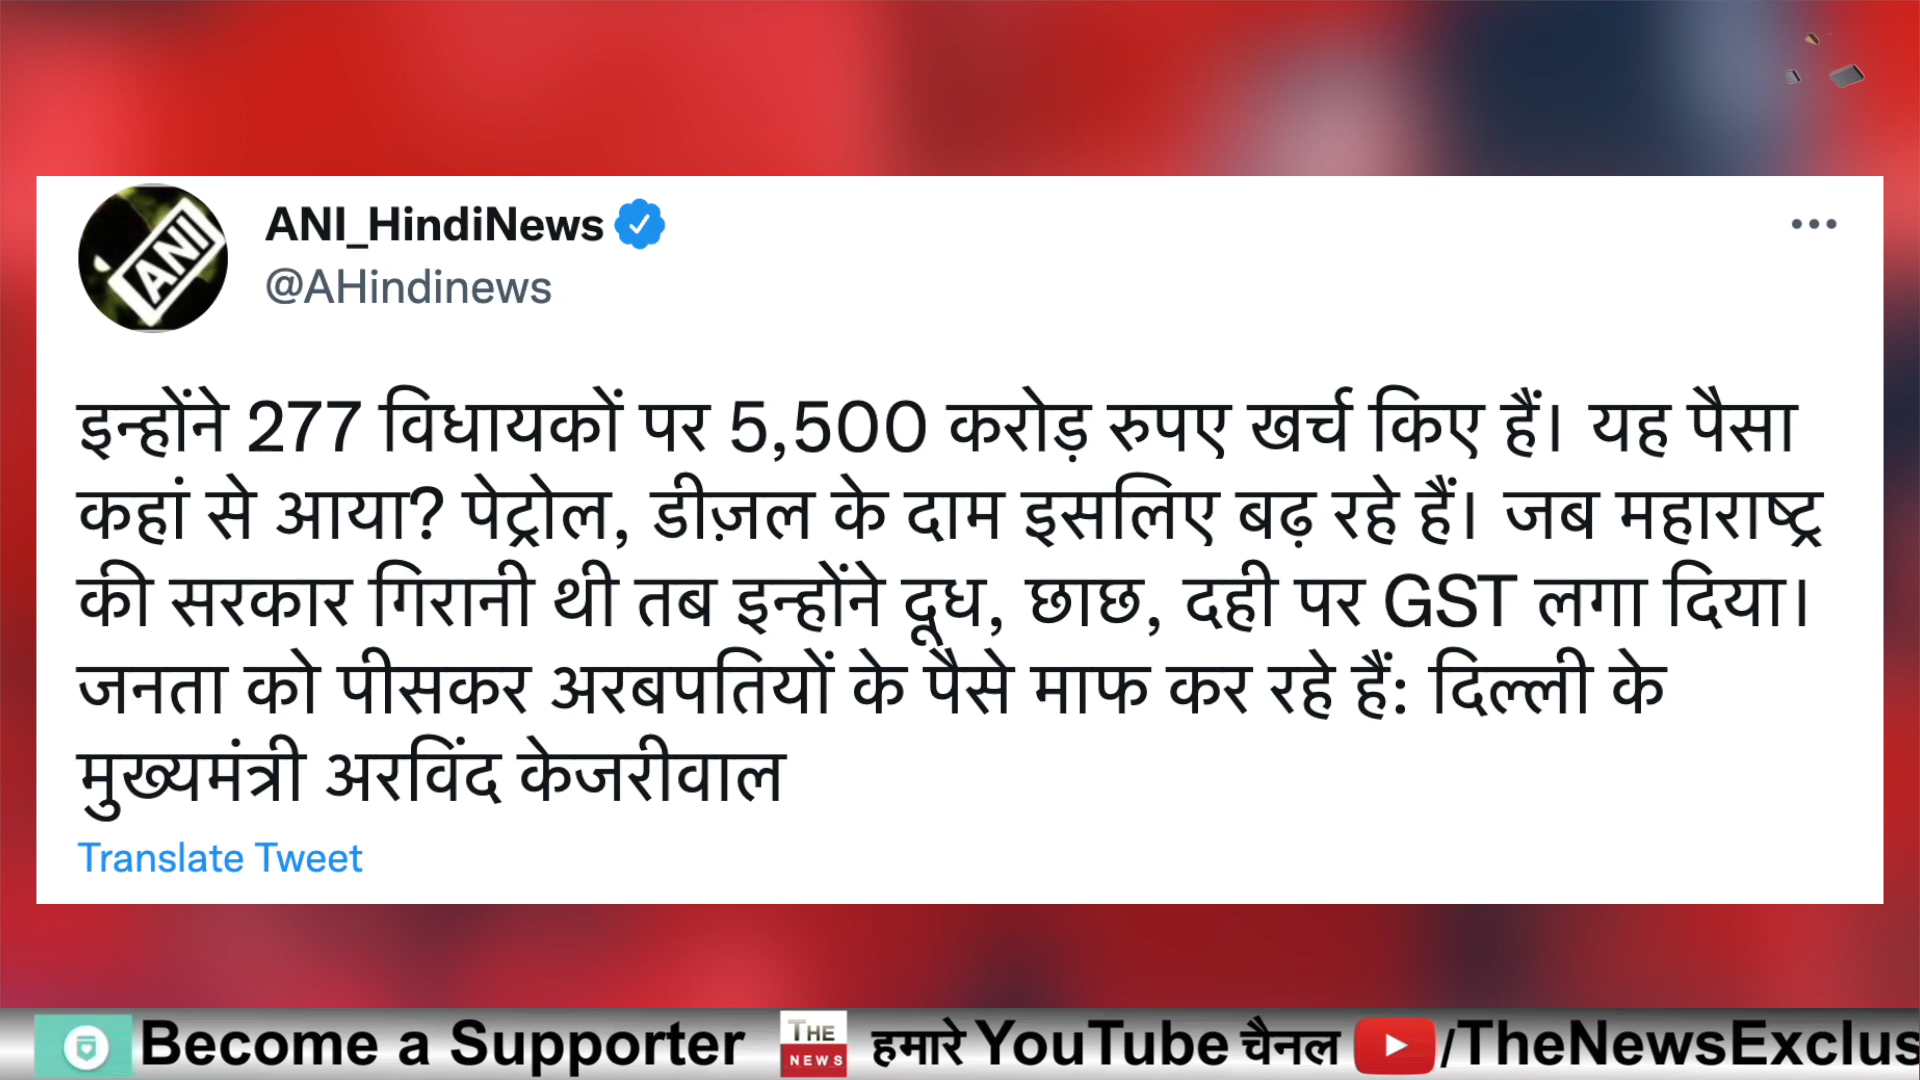 ANI
ANI_HindiNews
@AHindinews
इन्होंने 277 विधायकों पर 5,500 करोड़ रुपए खर्च किए हैं। यह पैसा
कहां से आया? पेट्रोल, डीज़ल के दाम इसलिए बढ़ रहे हैं। जब महाराष्ट्र
की सरकार गिरानी थी तब इन्होंने दूध, छाछ, दही पर GST लगा दिया।
जनता को पीसकर अरबपतियों के पैसे माफ कर रहे हैं: दिल्ली के
मुख्यमंत्री अरविंद केजरीवाल
Translate Tweet
Become a Supporter THE NEWS हमारे YouTube चैनल /TheNewsExclus